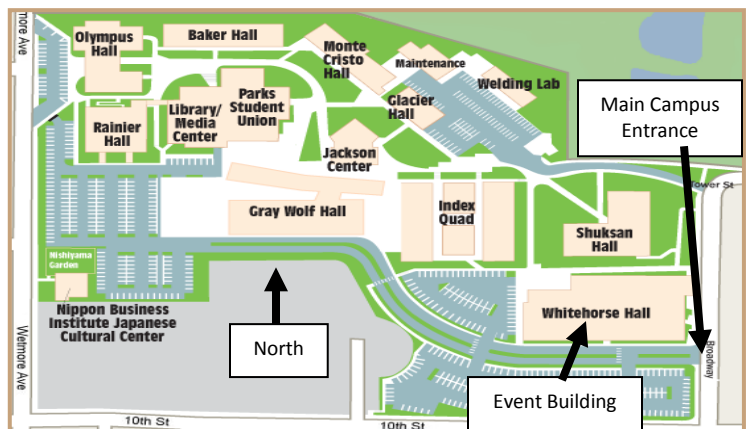 more Ave
Olympus
Hall
Baker Hall
Monte
Cristo
Hall
Maintenance
Welding Lab
Parks
Student
Union
Library/
Media
Center
Glacier
Hall
Rainier
Hall
Main Campus
Entrance
Jackson
Center
Tower St
Gray Wolf Hall
Index
Quad
Shuksan
Hall
Nishiyama
Garden
Nippon Business
Institute Japanese
Cultural Center
North
Whitehorse Hall
Wetmore Ave
Broadway
Event Building
10th St
10th St